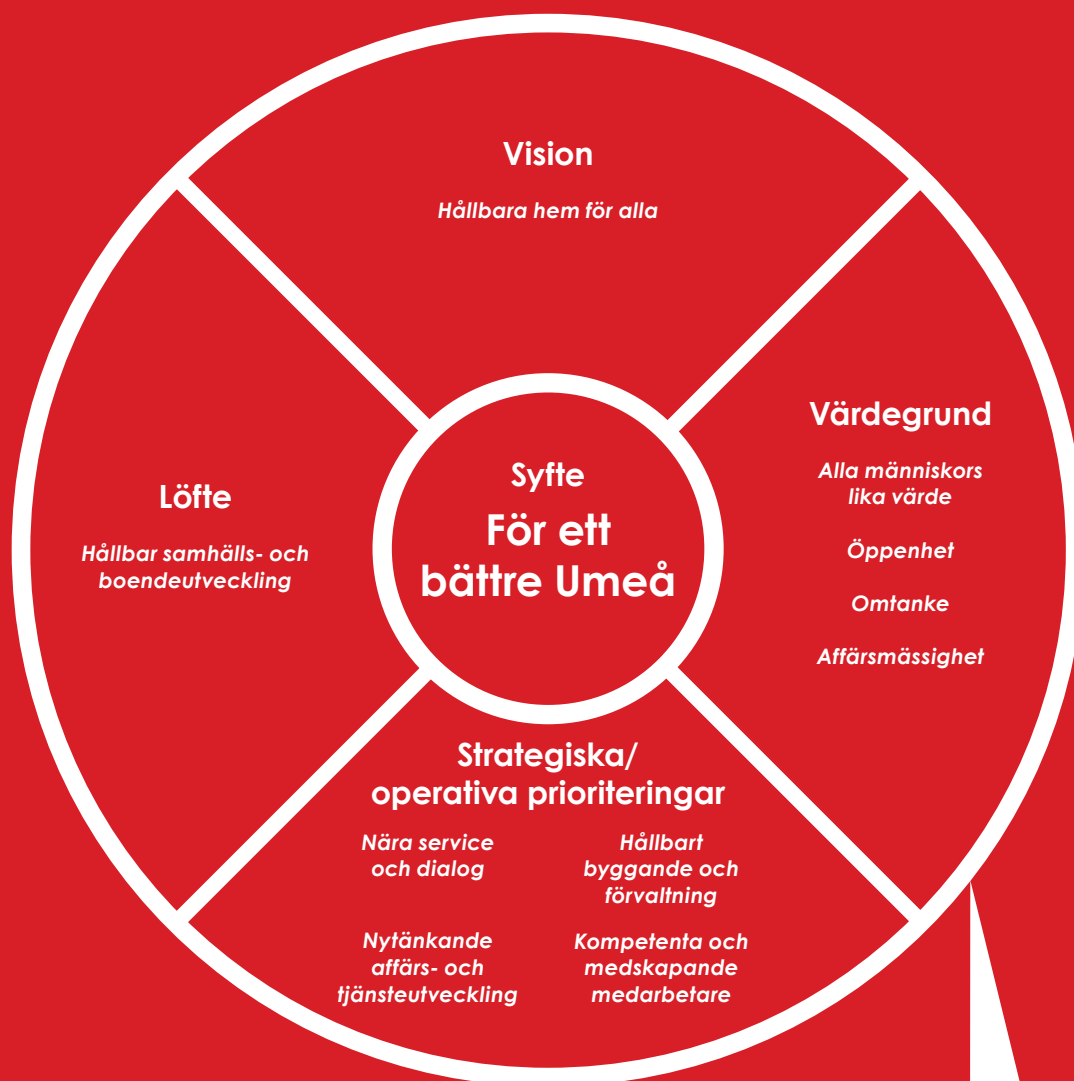 Vision
Hållbara hem för alla
Värdegrund
Alla människors
lika värde
Öppenhet
Omtanke
Affärsmässighet
Syfte
För ett
bättre Umeå
Löfte
Hållbar samhälls- och
boendeutveckling
Strategiska/
operativa prioriteringar
Nära service
och dialog
Hållbart
byggande och
förvaltning
Nytänkande
affärs- och
tjänsteutveckling
Kompetenta och
medskapande
medarbetare